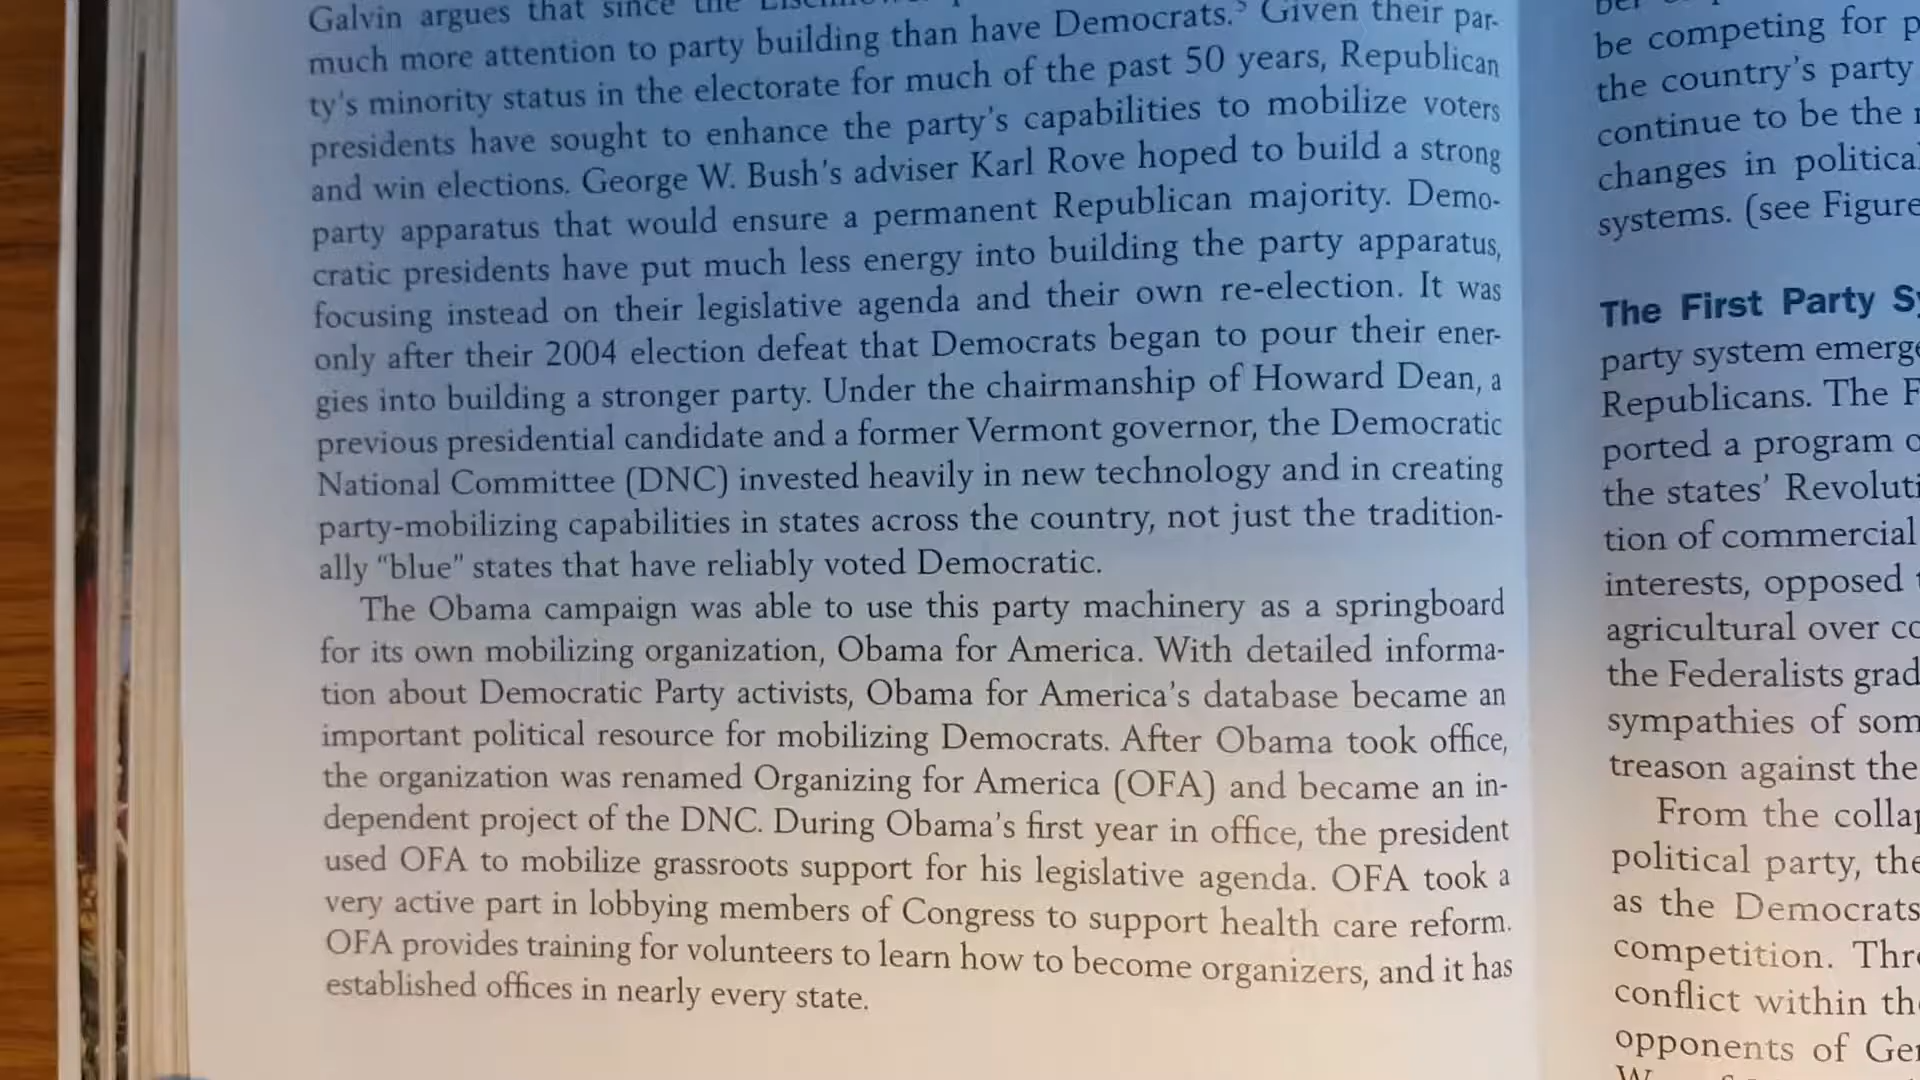 Galvin argues that since the
much more attention to party building than have Democrats.⁵ Given their par-
ty's minority status in the electorate for much of the past 50 years, Republican
presidents have sought to enhance the party's capabilities to mobilize voters
and win elections. George W. Bush's adviser Karl Rove hoped to build a strong
party apparatus that would ensure a permanent Republican majority. Demo-
cratic presidents have put much less energy into building the party apparatus,
focusing instead on their legislative agenda and their own re-election. It was
only after their 2004 election defeat that Democrats began to pour their ener-
gies into building a stronger party. Under the chairmanship of Howard Dean, a
previous presidential candidate and a former Vermont governor, the Democratic
National Committee (DNC) invested heavily in new technology and in creating
party-mobilizing capabilities in states across the country, not just the tradition-
ally "blue" states that have reliably voted Democratic.
The Obama campaign was able to use this party machinery as a springboard
for its own mobilizing organization, Obama for America. With detailed informa-
tion about Democratic Party activists, Obama for America's database became an
important political resource for mobilizing Democrats. After Obama took office,
the organization was renamed Organizing for America (OFA) and became an in-
dependent project of the DNC. During Obama's first year in office, the president
used OFA to mobilize grassroots support for his legislative agenda. OFA took a
very active part in lobbying members of Congress to support health care reform.
OFA provides training for volunteers to learn how to become organizers, and it has
established offices in nearly every state.
be competing for
the country's party
continue to be the
changes in
systems. (see Figure
The First Party
party system
Republicans. The
ported a program
the states'
tion of commercial
interests, opposed
agricultural over
the Federalists
sympathies of
treason against the
From the
political party,
as the Democrats
competition.
conflict within
opponents of